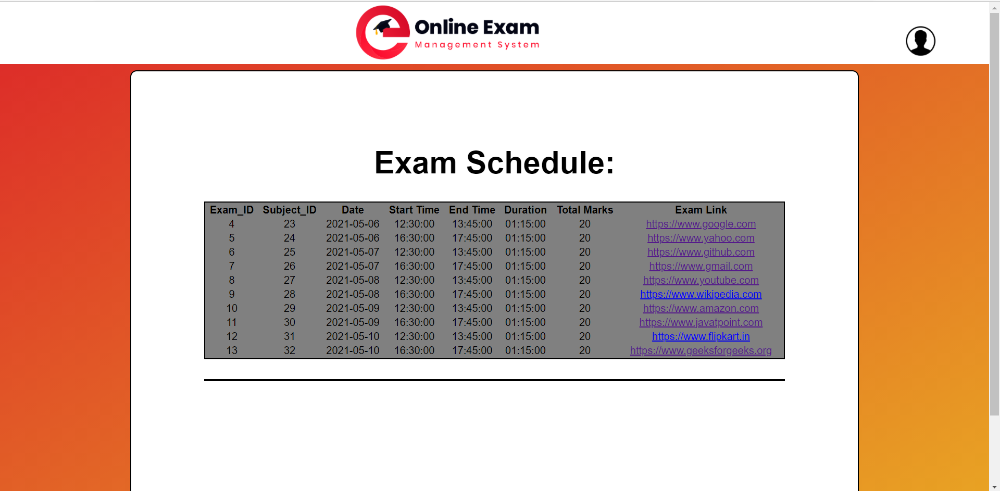 Online Exam
Management System
Exam Schedule:
Exam_ID Subject_ID Date Start Time End Time Duration Total Marks Exam Link
4 23 2021-05-06 12:30:00 13:45:00 01:15:00 20 https://www.google.com
5 24 2021-05-06 16:30:00 17:45:00 01:15:00 20 https://www.yahoo.com
6 25 2021-05-07 12:30:00 13:45:00 01:15:00 20 https://www.github.com
7 26 2021-05-07 16:30:00 17:45:00 01:15:00 20 https://www.gmail.com
8 27 2021-05-08 12:30:00 13:45:00 01:15:00 20 https://www.youtube.com
9 28 2021-05-08 16:30:00 17:45:00 01:15:00 20 https://www.wikipedia.com
10 29 2021-05-09 12:30:00 13:45:00 01:15:00 20 https://www.amazon.com
11 30 2021-05-09 16:30:00 17:45:00 01:15:00 20 https://www.javatpoint.com
12 31 2021-05-10 12:30:00 13:45:00 01:15:00 20 https://www.flipkart.in
13 32 2021-05-10 16:30:00 17:45:00 01:15:00 20 https://www.geeksforgeeks.org